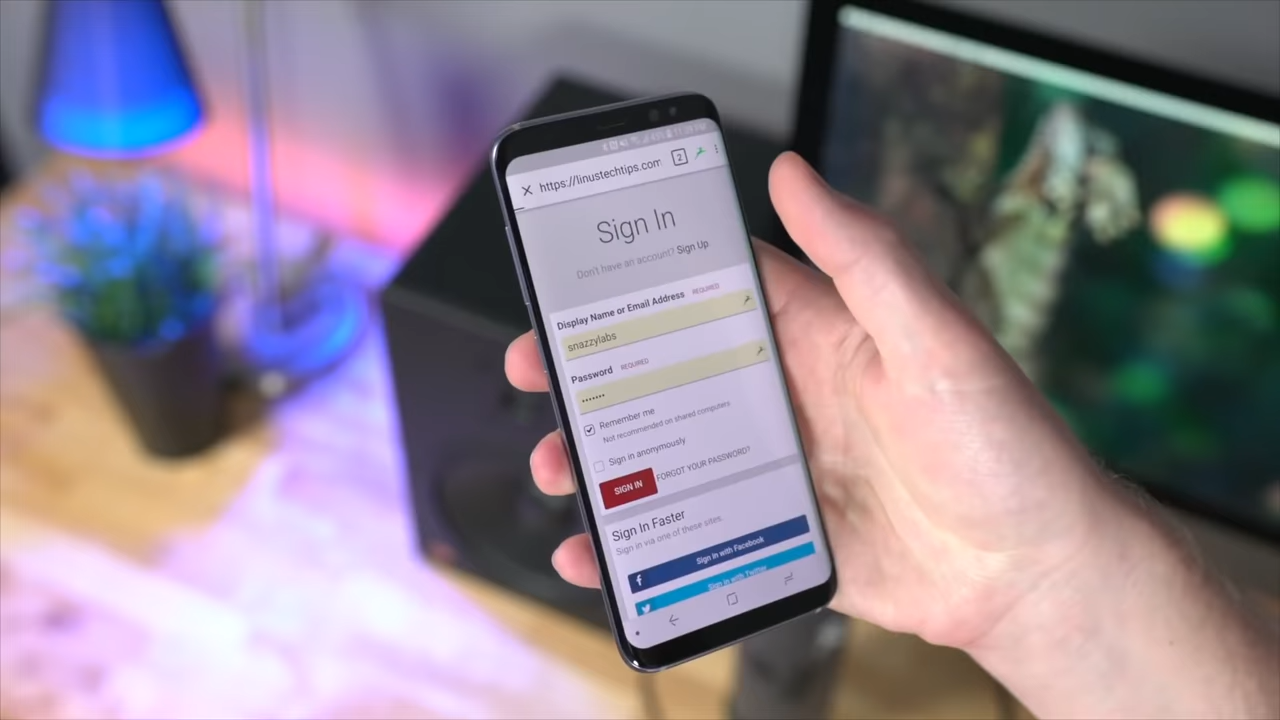 https://linustechtips.com
2
Sign In
Don't have an account? Sign Up
Display Name or Email Address REQUIRED
snazzylabs
Password REQUIRED
•••••••
Remember me
Not recommended on shared computers
Sign in anonymously
SIGN IN FORGOT YOUR PASSWORD?
Sign In Faster
Sign in via one of these sites.
f Sign in with Facebook
Sign in with Twitter